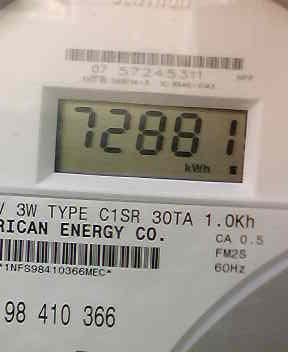 07 57245311
72881
kWh
V 3W TYPE C1SR 30TA 1.0Kh
RICAN ENERGY CO.
CA 0.5
FM2S
60Hz
*1NFS98410366MEC*
98 410 366